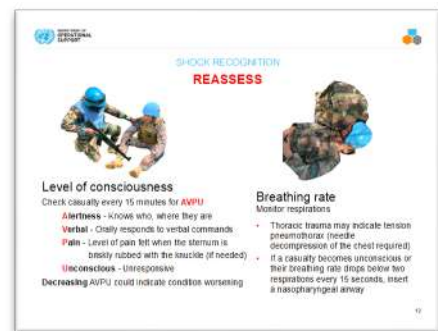 DEPARTMENT OF
OPERATIONAL
SUPPORT
SHOCK RECOGNITION
REASSESS
Level of consciousness
Check casualty every 15 minutes for AVPU
Alertness - Knows who, where they are
Verbal - Orally responds to verbal commands
Pain - Level of pain felt when the sternum is
briskly rubbed with the knuckle (if needed)
Unconscious - Unresponsive
Decreasing AVPU could indicate condition worsening
Breathing rate
Monitor respirations
• Thoracic trauma may indicate tension
pneumothorax (needle
decompression of the chest required)
• If a casualty becomes unconscious or
their breathing rate drops below two
respirations every 15 seconds, insert
a nasopharyngeal airway